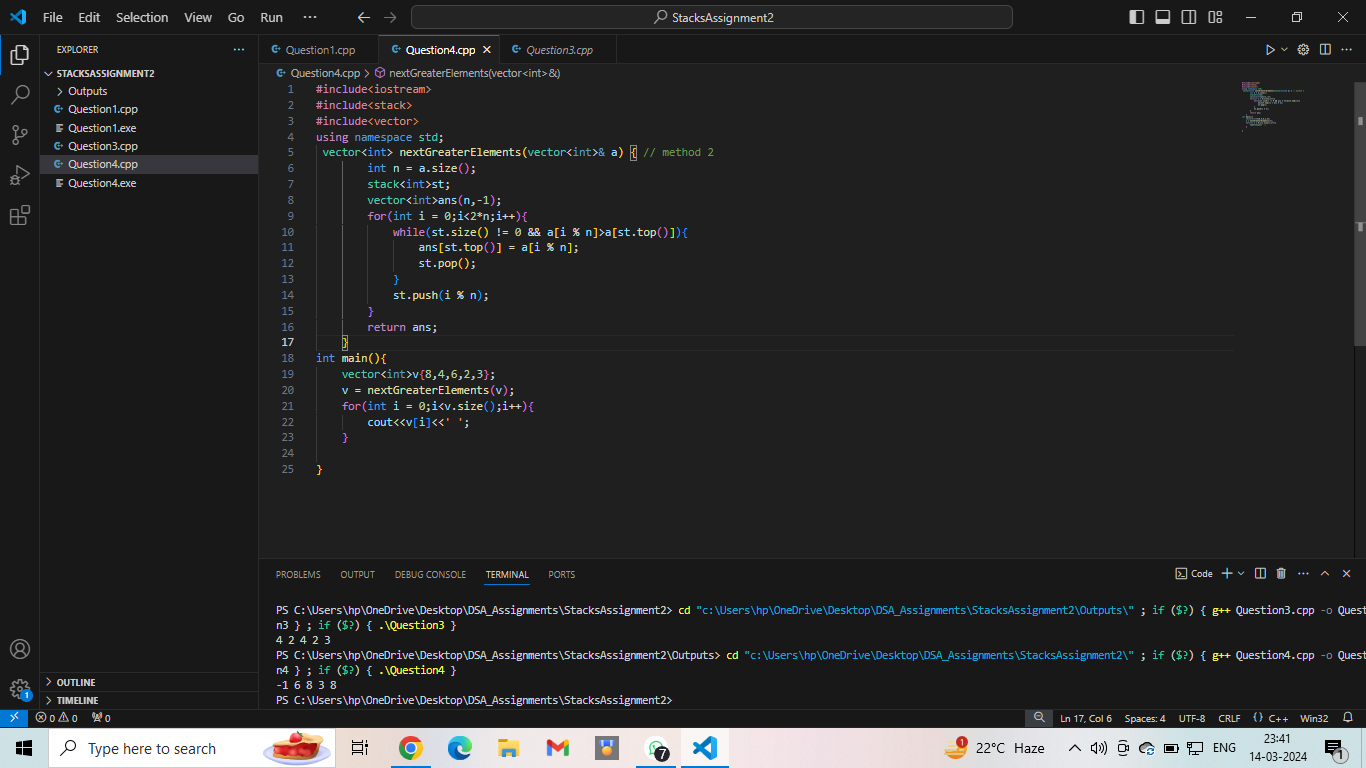 File Edit Selection View Go Run ··· StacksAssignment2
EXPLORER ···
STACKSASSIGNMENT2
Outputs
Question1.cpp
Question1.exe
Question3.cpp
Question4.cpp
Question4.exe
OUTLINE
TIMELINE
Question1.cpp Question4.cpp Question3.cpp
Question4.cpp > nextGreaterElements(vector<int>&)
1 #include<iostream>
2 #include<stack>
3 #include<vector>
4 using namespace std;
5 vector<int> nextGreaterElements(vector<int>& a) { // method 2
6 int n = a.size();
7 stack<int>st;
8 vector<int>ans(n,-1);
9 for(int i = 0;i<2*n;i++){
10 while(st.size() != 0 && a[i % n]>a[st.top()]){
11 ans[st.top()] = a[i % n];
12 st.pop();
13 }
14 st.push(i % n);
15 }
16 return ans;
17 }
18 int main(){
19 vector<int>v{8,4,6,2,3};
20 v = nextGreaterElements(v);
21 for(int i = 0;i<v.size();i++){
22 cout<<v[i]<<' ';
23 }
24
25 }
PROBLEMS OUTPUT DEBUG CONSOLE TERMINAL PORTS Code
PS C:\Users\hp\OneDrive\Desktop\DSA_Assignments\StacksAssignment2> cd "c:\Users\hp\OneDrive\Desktop\DSA_Assignments\StacksAssignment2\Outputs\" ; if ($?) { g++ Question3.cpp -o Quest
n3 } ; if ($?) { .\Question3 }
4 2 4 2 3
PS C:\Users\hp\OneDrive\Desktop\DSA_Assignments\StacksAssignment2\Outputs> cd "c:\Users\hp\OneDrive\Desktop\DSA_Assignments\StacksAssignment2\" ; if ($?) { g++ Question4.cpp -o Quest
n4 } ; if ($?) { .\Question4 }
-1 6 8 3 8
PS C:\Users\hp\OneDrive\Desktop\DSA_Assignments\StacksAssignment2>
1
0 0 0 Ln 17, Col 6 Spaces: 4 UTF-8 CRLF {} C++ Win32
Type here to search 7 1 22°C Haze ENG 23:41
14-03-2024 1